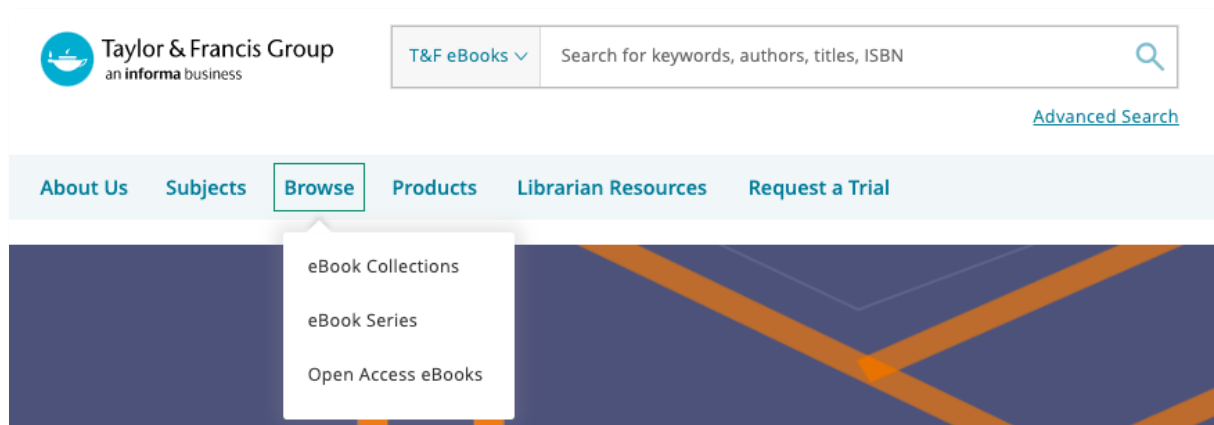 Taylor & Francis Group
an informa business
T&F eBooks
Search for keywords, authors, titles, ISBN
Advanced Search
About Us Subjects Browse Products Librarian Resources Request a Trial
eBook Collections
eBook Series
Open Access eBooks